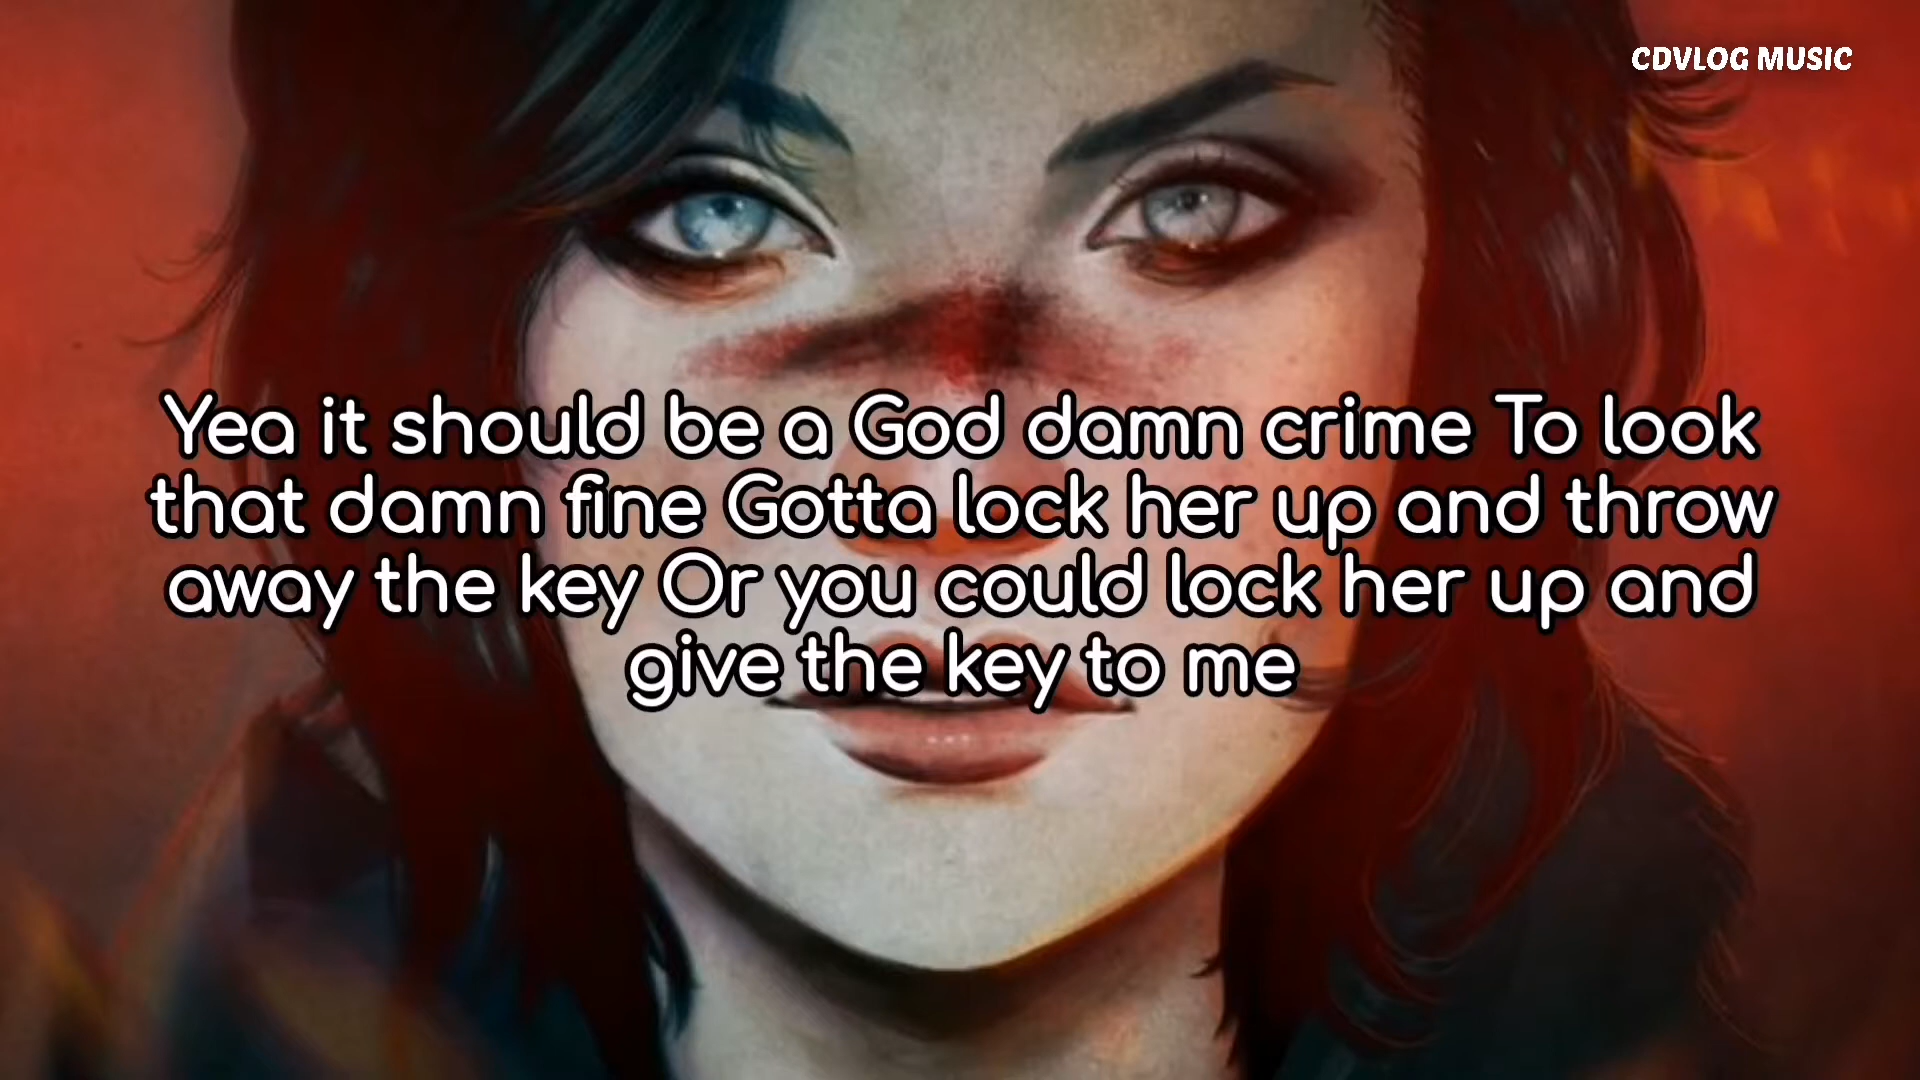 CDVLOG MUSIC
Yea it should be a God damn crime To look
that damn fine Gotta lock her up and throw
away the key Or you could lock her up and
give the key to me